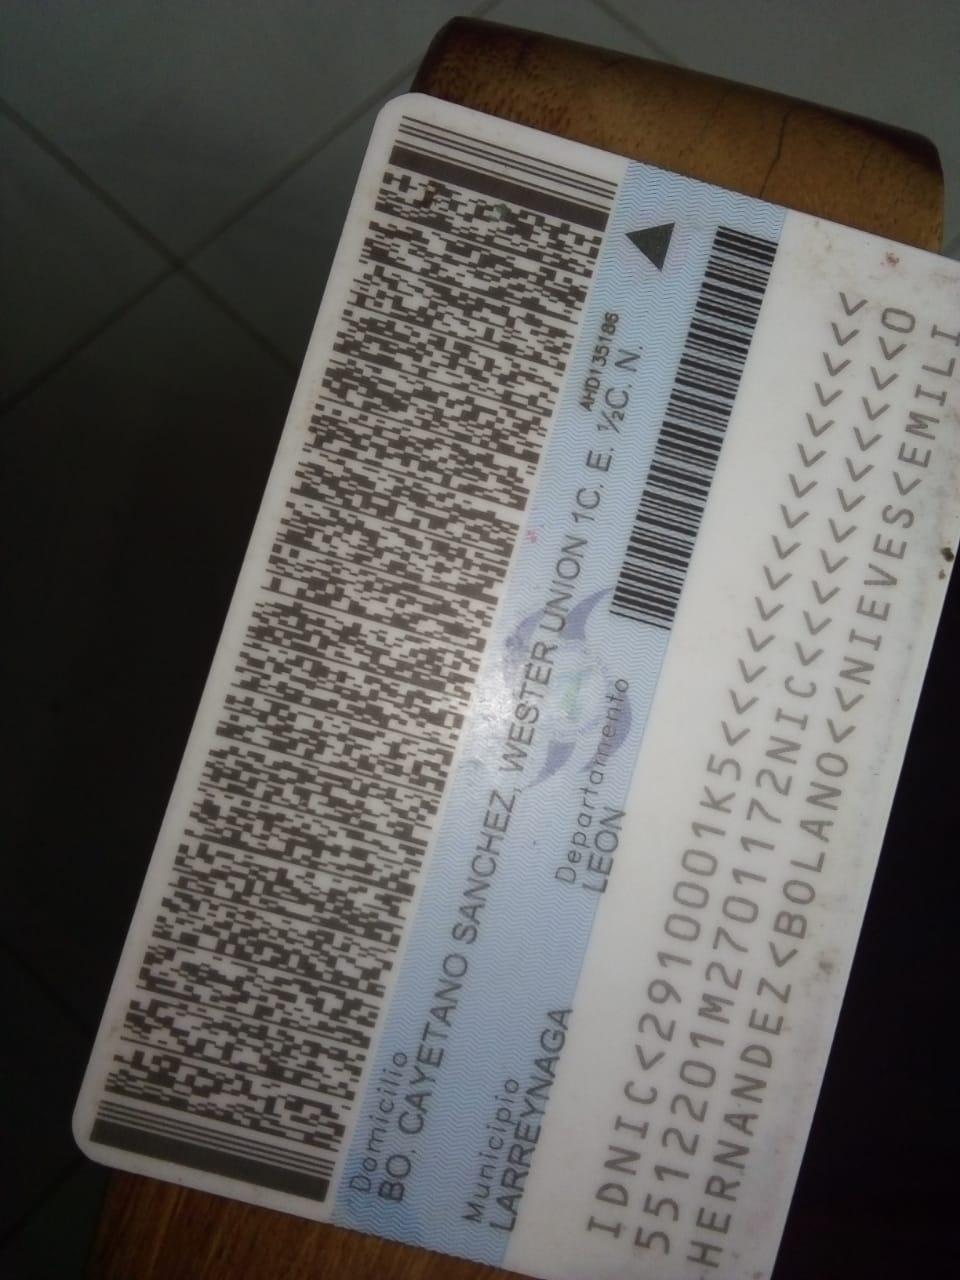 AHD135186
Domicilio
BO. CAYETANO SANCHEZ, WESTER UNION 1C. E. ½C. N.
Municipio
Departamento
LARREYNAGA
LEON
IDNIC<2910001K5<<<<<<<<<<<<<<<
5512201M2701172NIC<<<<<<<<<<<0
HERNANDEZ<BOLANO<<NIEVES<EMILI